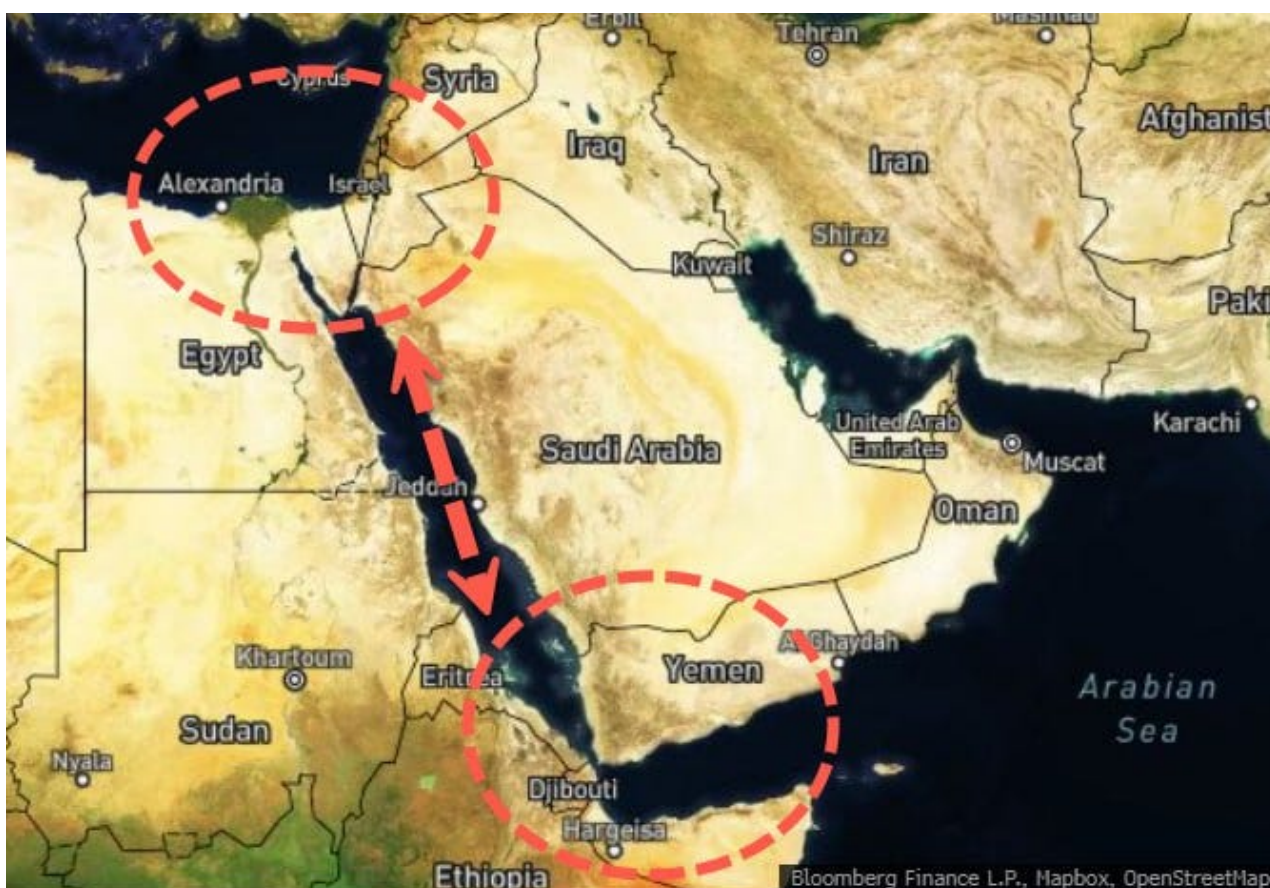 Erbil
Tehran
Mashhad
Cyprus
Syria
Afghanist
Iraq
Iran
Alexandria
Israel
Shiraz
Kuwait
Paki
Egypt
United Arab
Emirates
Karachi
Saudi Arabia
Muscat
Jeddah
Oman
Al Ghaydah
Khartoum
Yemen
Eritrea
Arabian
Sea
Sudan
Nyala
Djibouti
Hargeisa
Ethiopia
Bloomberg Finance L.P., Mapbox, OpenStreetMap